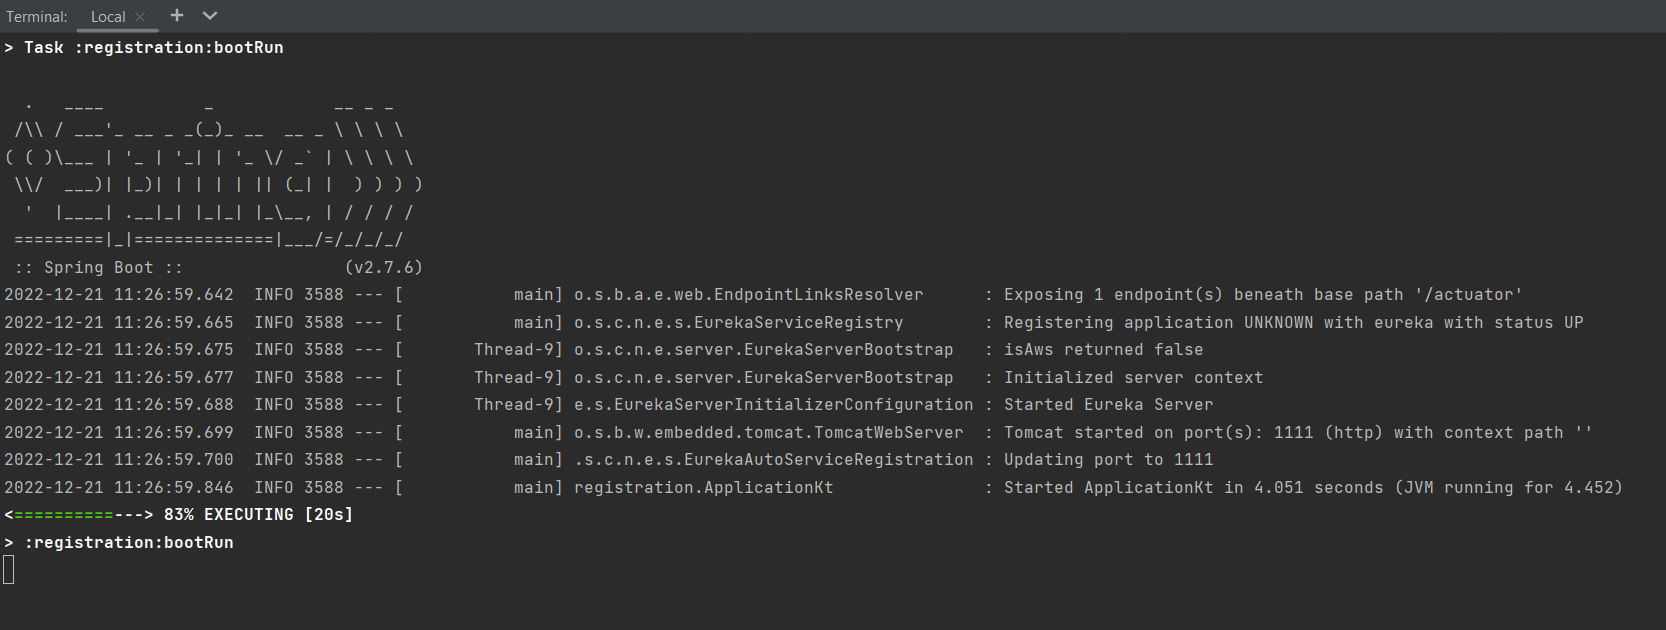 Terminal: Local × +
> Task :registration:bootRun
  .   ____          _            __ _ _
 /\\ / ___'_ __ _ _(_)_ __  __ _ \ \ \ \
( ( )\___ | '_ | '_| | '_ \/ _` | \ \ \ \
 \\/  ___)| |_)| | | | | || (_| |  ) ) ) )
  '  |____| .__|_| |_|_| |_\__, | / / / /
 =========|_|==============|___/=/_/_/_/
 :: Spring Boot ::                (v2.7.6)
2022-12-21 11:26:59.642  INFO 3588 --- [           main] o.s.b.a.e.web.EndpointLinksResolver      : Exposing 1 endpoint(s) beneath base path '/actuator'
2022-12-21 11:26:59.665  INFO 3588 --- [           main] o.s.c.n.e.s.EurekaServiceRegistry        : Registering application UNKNOWN with eureka with status UP
2022-12-21 11:26:59.675  INFO 3588 --- [       Thread-9] o.s.c.n.e.server.EurekaServerBootstrap   : isAws returned false
2022-12-21 11:26:59.677  INFO 3588 --- [       Thread-9] o.s.c.n.e.server.EurekaServerBootstrap   : Initialized server context
2022-12-21 11:26:59.688  INFO 3588 --- [       Thread-9] e.s.EurekaServerInitializerConfiguration : Started Eureka Server
2022-12-21 11:26:59.699  INFO 3588 --- [           main] o.s.b.w.embedded.tomcat.TomcatWebServer  : Tomcat started on port(s): 1111 (http) with context path ''
2022-12-21 11:26:59.700  INFO 3588 --- [           main] .s.c.n.e.s.EurekaAutoServiceRegistration : Updating port to 1111
2022-12-21 11:26:59.846  INFO 3588 --- [           main] registration.ApplicationKt               : Started ApplicationKt in 4.051 seconds (JVM running for 4.452)
<==========---> 83% EXECUTING [20s]
> :registration:bootRun